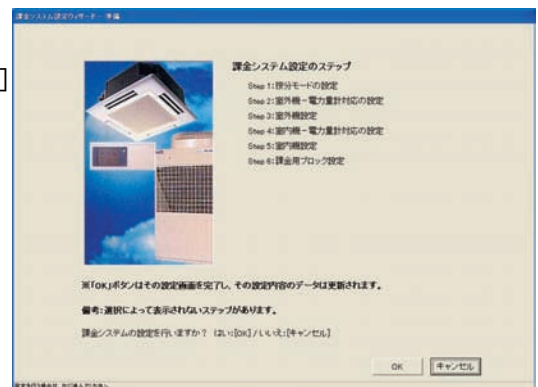 課金システム設定ウィザード - 準備
課金システム設定のステップ
Step 1:按分モードの設定
Step 2:室外機－電力量計対応の設定
Step 3:室外機設定
Step 4:室内機－電力量計対応の設定
Step 5:室内機設定
Step 6:課金用ブロック設定
※「OK」ボタンはその設定画面を完了し、その設定内容のデータは更新されます。
備考:選択によって表示されないステップがあります。
課金システムの設定を行いますか？ はい:[OK] / いいえ:[キャンセル]
OK
キャンセル